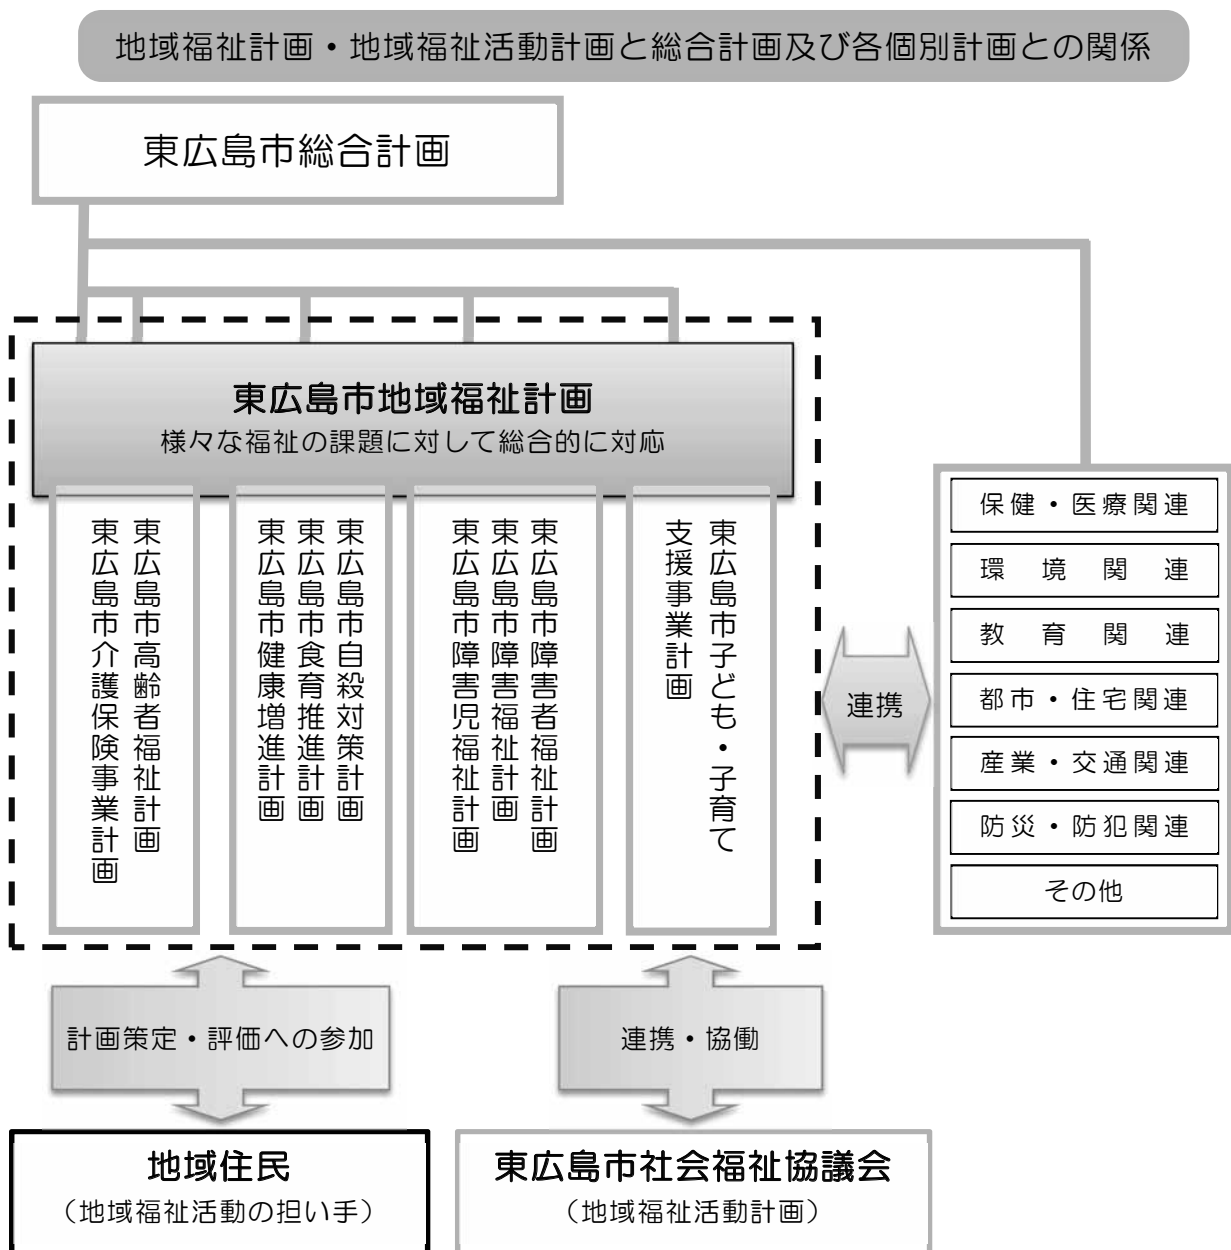 地域福祉計画・地域福祉活動計画と総合計画及び各個別計画との関係
東広島市総合計画
東広島市地域福祉計画
様々な福祉の課題に対して総合的に対応
東広島市高齢者福祉計画
東広島市介護保険事業計画
東広島市自殺対策計画
東広島市食育推進計画
東広島市健康増進計画
東広島市障害者福祉計画
東広島市障害福祉計画
東広島市障害児福祉計画
東広島市子ども・子育て
支援事業計画
連携
保健・医療関連
環境関連
教育関連
都市・住宅関連
産業・交通関連
防災・防犯関連
その他
計画策定・評価への参加
連携・協働
地域住民
（地域福祉活動の担い手）
東広島市社会福祉協議会
（地域福祉活動計画）